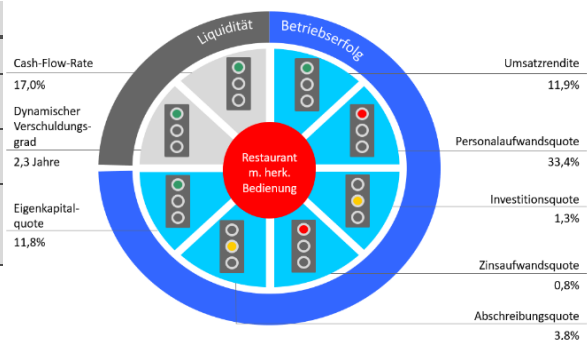 Liquidität
Betriebserfolg
Cash-Flow-Rate
17,0%
Dynamischer
Verschuldungs-
grad
2,3 Jahre
Eigenkapital-
quote
11,8%
Restaurant
m. herk.
Bedienung
Umsatzrendite
11,9%
Personalaufwandsquote
33,4%
Investitionsquote
1,3%
Zinsaufwandsquote
0,8%
Abschreibungsquote
3,8%